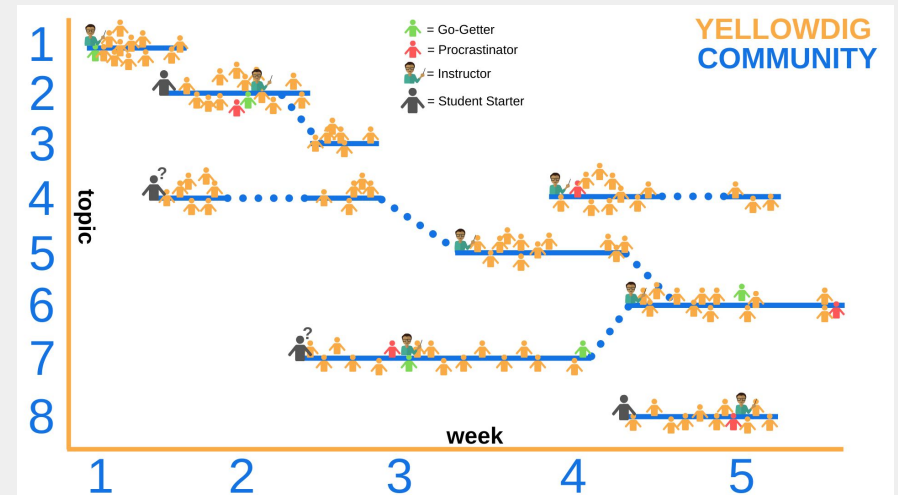 YELLOWDIG
COMMUNITY
= Go-Getter
= Procrastinator
= Instructor
= Student Starter
1
2
3
?
4
5
6
?
7
8
topic
week
1
2
3
4
5